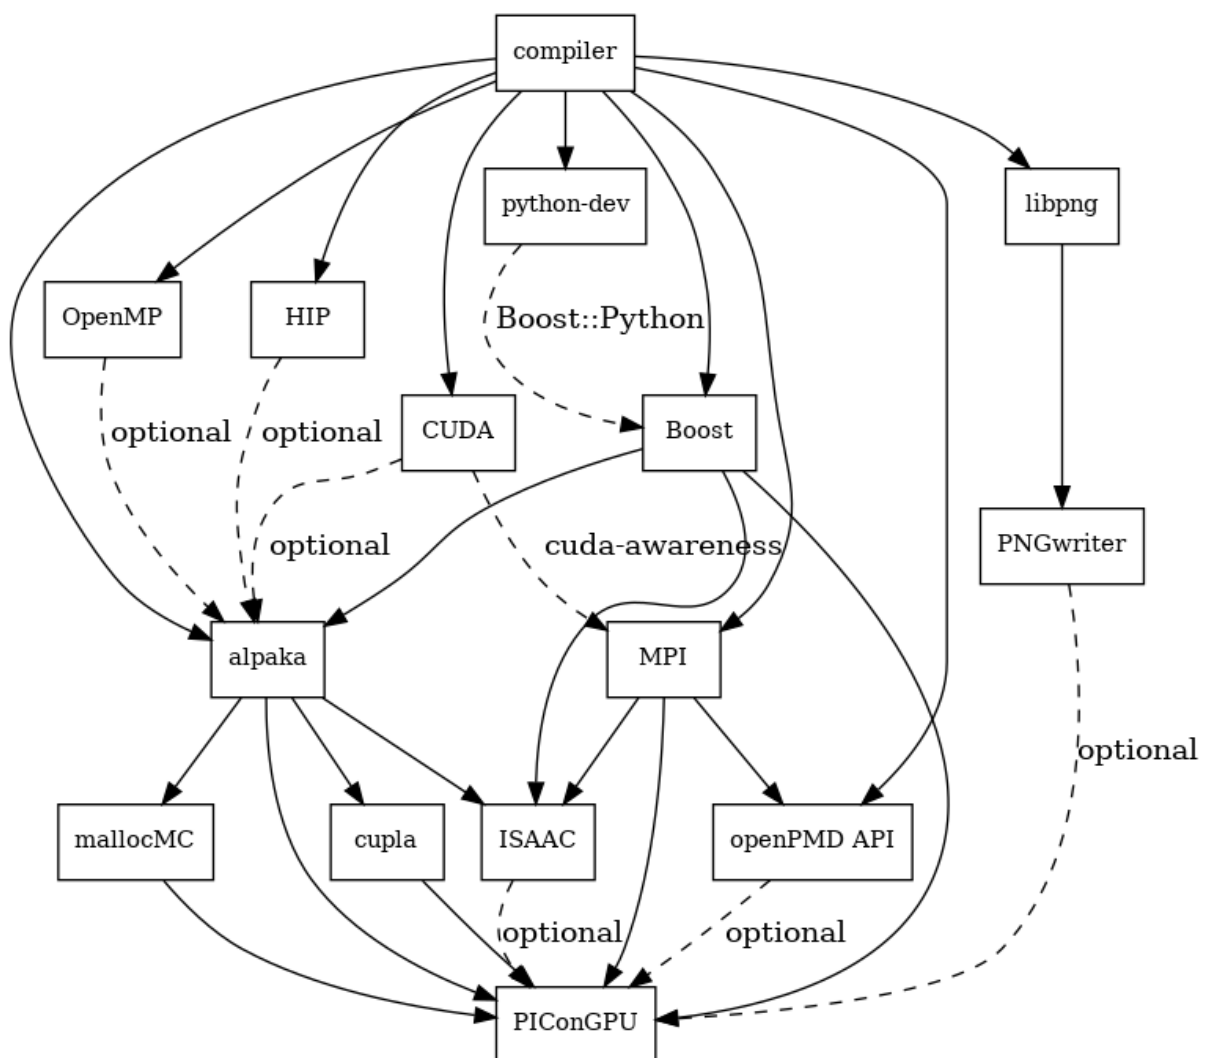 compiler
python-dev
libpng
OpenMP
HIP
Boost::Python
CUDA
Boost
optional
optional
optional
cuda-awareness
PNGwriter
alpaka
MPI
optional
mallocMC
cupla
ISAAC
openPMD API
optional
optional
PIConGPU